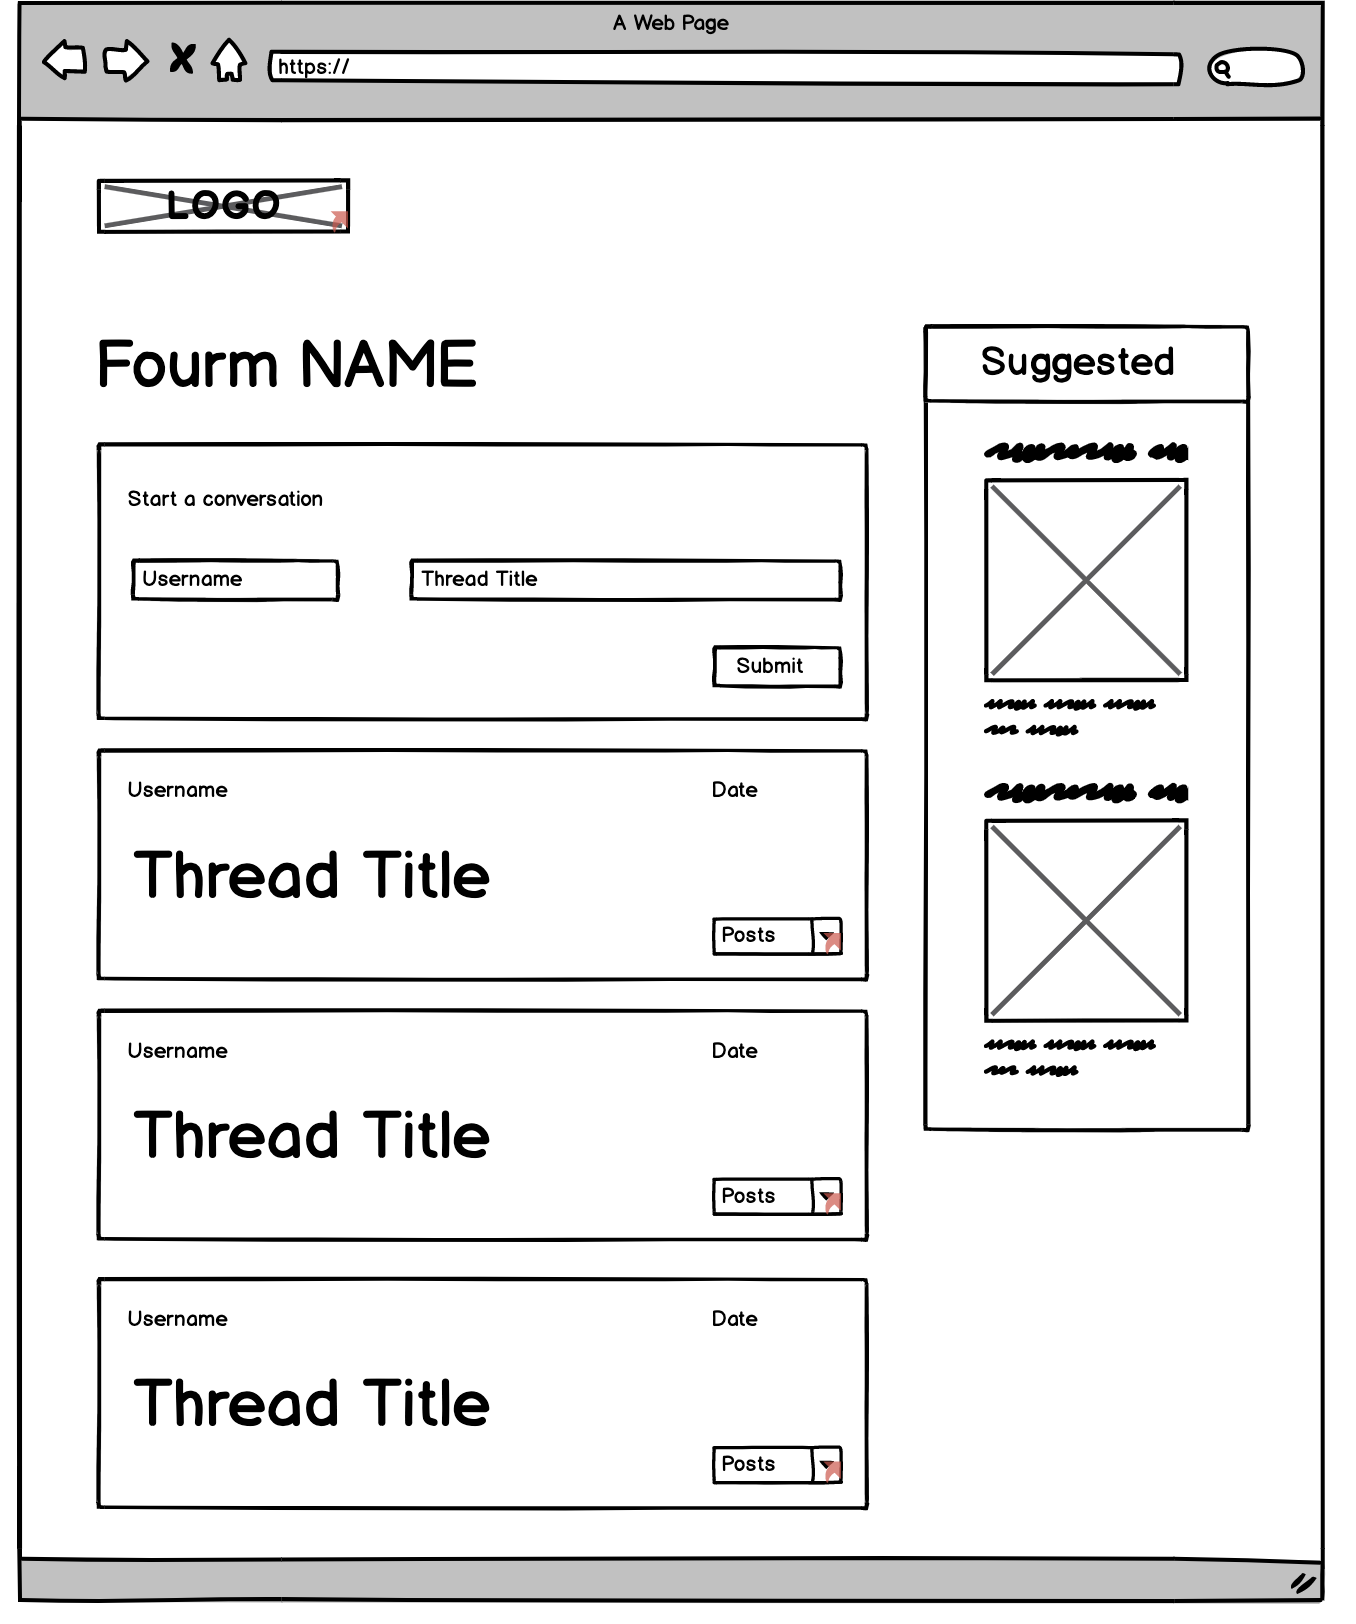 A Web Page
https://
LOGO
Fourm NAME
Start a conversation
Username
Thread Title
Submit
Username
Date
Thread Title
Posts
Username
Date
Thread Title
Posts
Username
Date
Thread Title
Posts
Suggested